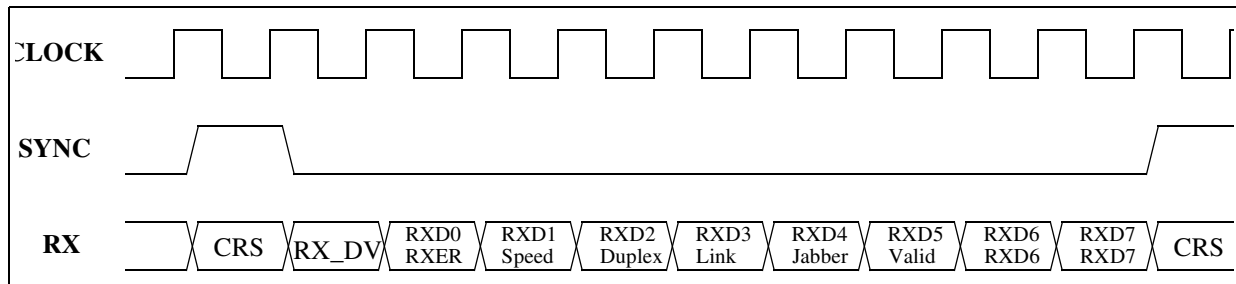 CLOCK
SYNC
RX
CRS
RX_DV
RXD0
RXER
RXD1
Speed
RXD2
Duplex
RXD3
Link
RXD4
Jabber
RXD5
Valid
RXD6
RXD6
RXD7
RXD7
CRS